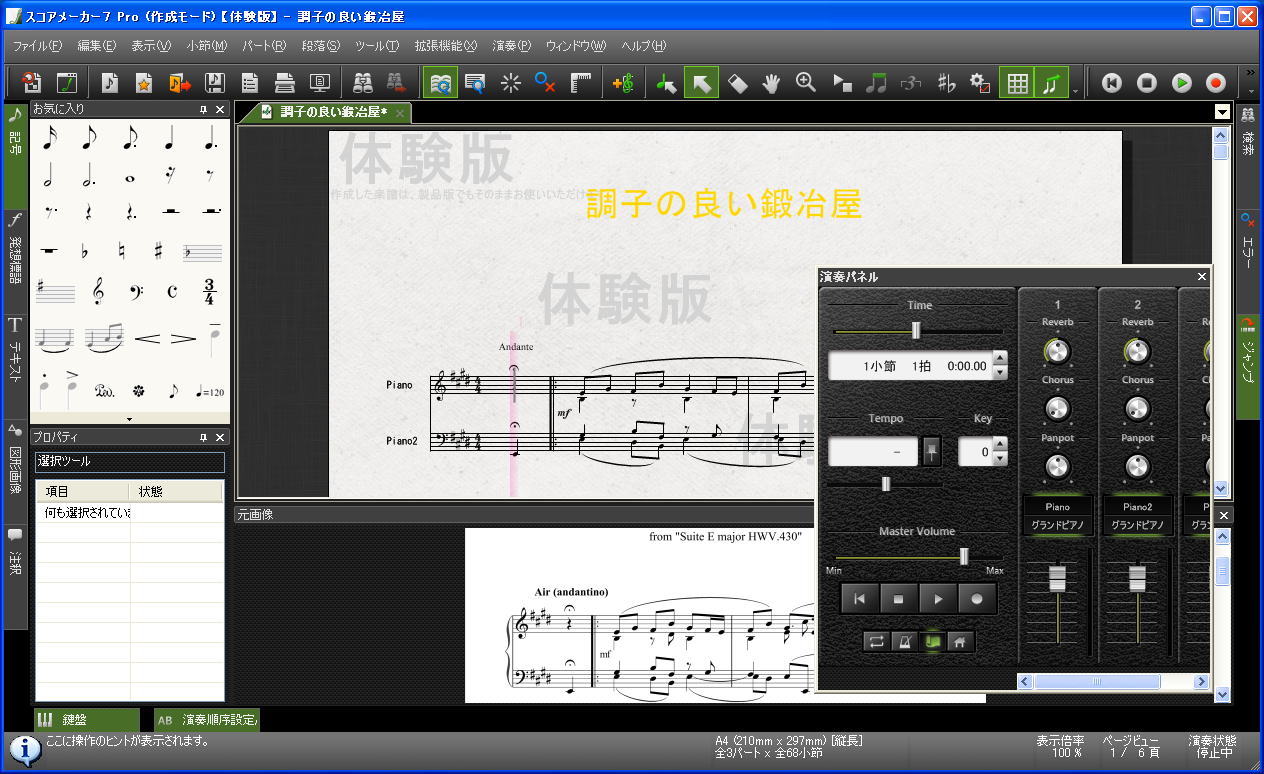 スコアメーカー7 Pro (作成モード)【体験版】 - 調子の良い鍛冶屋
ファイル(F) 編集(E) 表示(V) 小節(M) パート(R) 段落(S) ツール(T) 拡張機能(X) 演奏(P) ウィンドウ(W) ヘルプ(H)
お気に入り
調子の良い鍛冶屋*
記号
発想標語
テキスト
図形画像
注釈
検索
エラー
ジャンプ
3
4
=120
プロパティ
選択ツール
項目 状態
何も選択されてい
体験版
作成した楽譜は、製品版でもそのままお使いいただけ
調子の良い鍛冶屋
体験版
Andante
Piano
mf
Piano2
体験版
元画像
from "Suite E major HWV.430"
Air (andantino)
mf
演奏パネル
Time
1小節 1拍 0:00.00
Tempo Key
– 0
Master Volume
Min Max
1 2
Reverb Reverb R
Chorus Chorus C
Panpot Panpot Pa
Piano Piano2 P
グランドピアノ グランドピアノ グラン
鍵盤 AB 演奏順序設定
ここに操作のヒントが表示されます。
A4 (210mm x 297mm) [縦長]
全3パート x 全68小節
表示倍率
100 %
ページビュー
1 / 6 頁
演奏状態
停止中